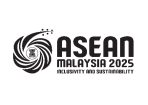 ASEAN
MALAYSIA 2025
INCLUSIVITY AND SUSTAINABILITY